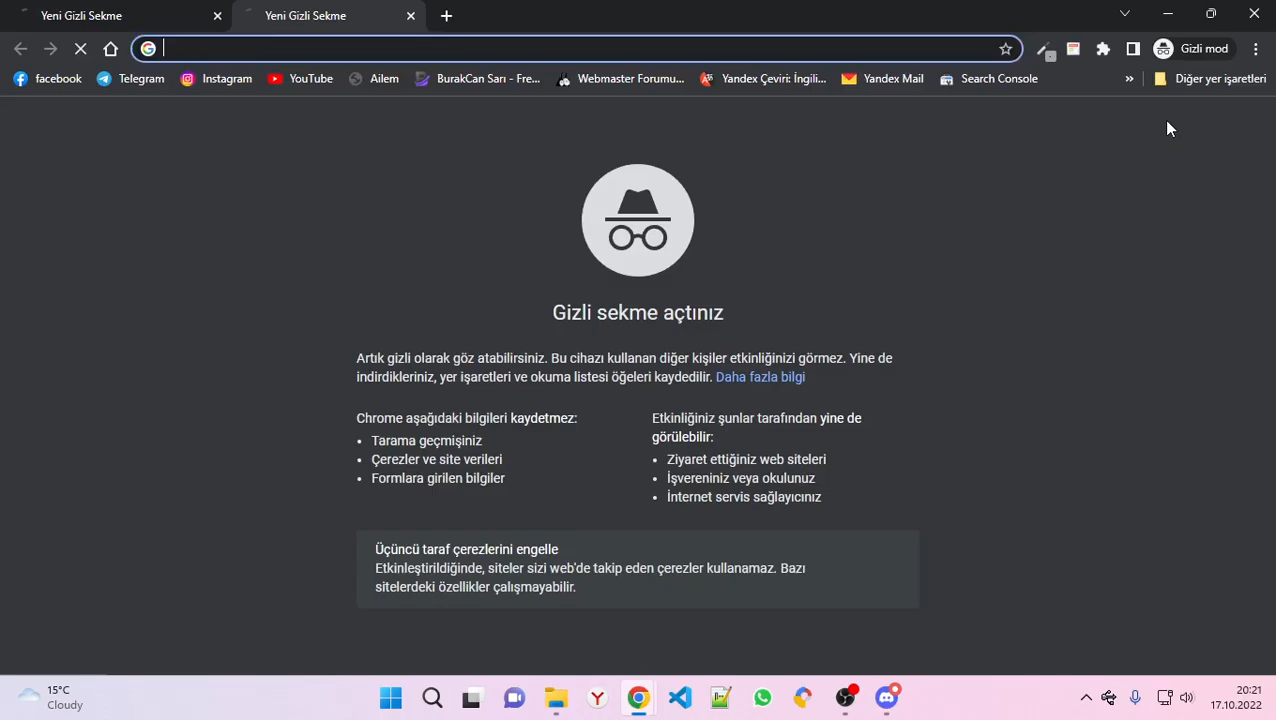 Yeni Gizli Sekme
Yeni Gizli Sekme
Gizli mod
facebook
Telegram
Instagram
YouTube
Ailem
BurakCan Sarı - Fre...
Webmaster Forumu...
Yandex Çeviri: İngili...
Yandex Mail
Search Console
Diğer yer işaretleri
Gizli sekme açtınız
Artık gizli olarak göz atabilirsiniz. Bu cihazı kullanan diğer kişiler etkinliğinizi görmez. Yine de
indirdikleriniz, yer işaretleri ve okuma listesi öğeleri kaydedilir. Daha fazla bilgi
Chrome aşağıdaki bilgileri kaydetmez:
Tarama geçmişiniz
Çerezler ve site verileri
Formlara girilen bilgiler
Etkinliğiniz şunlar tarafından yine de
görülebilir:
Ziyaret ettiğiniz web siteleri
İşvereniniz veya okulunuz
İnternet servis sağlayıcınız
Üçüncü taraf çerezlerini engelle
Etkinleştirildiğinde, siteler sizi web'de takip eden çerezler kullanamaz. Bazı
sitelerdeki özellikler çalışmayabilir.
15°C
Cloudy
20:21
17.10.2022